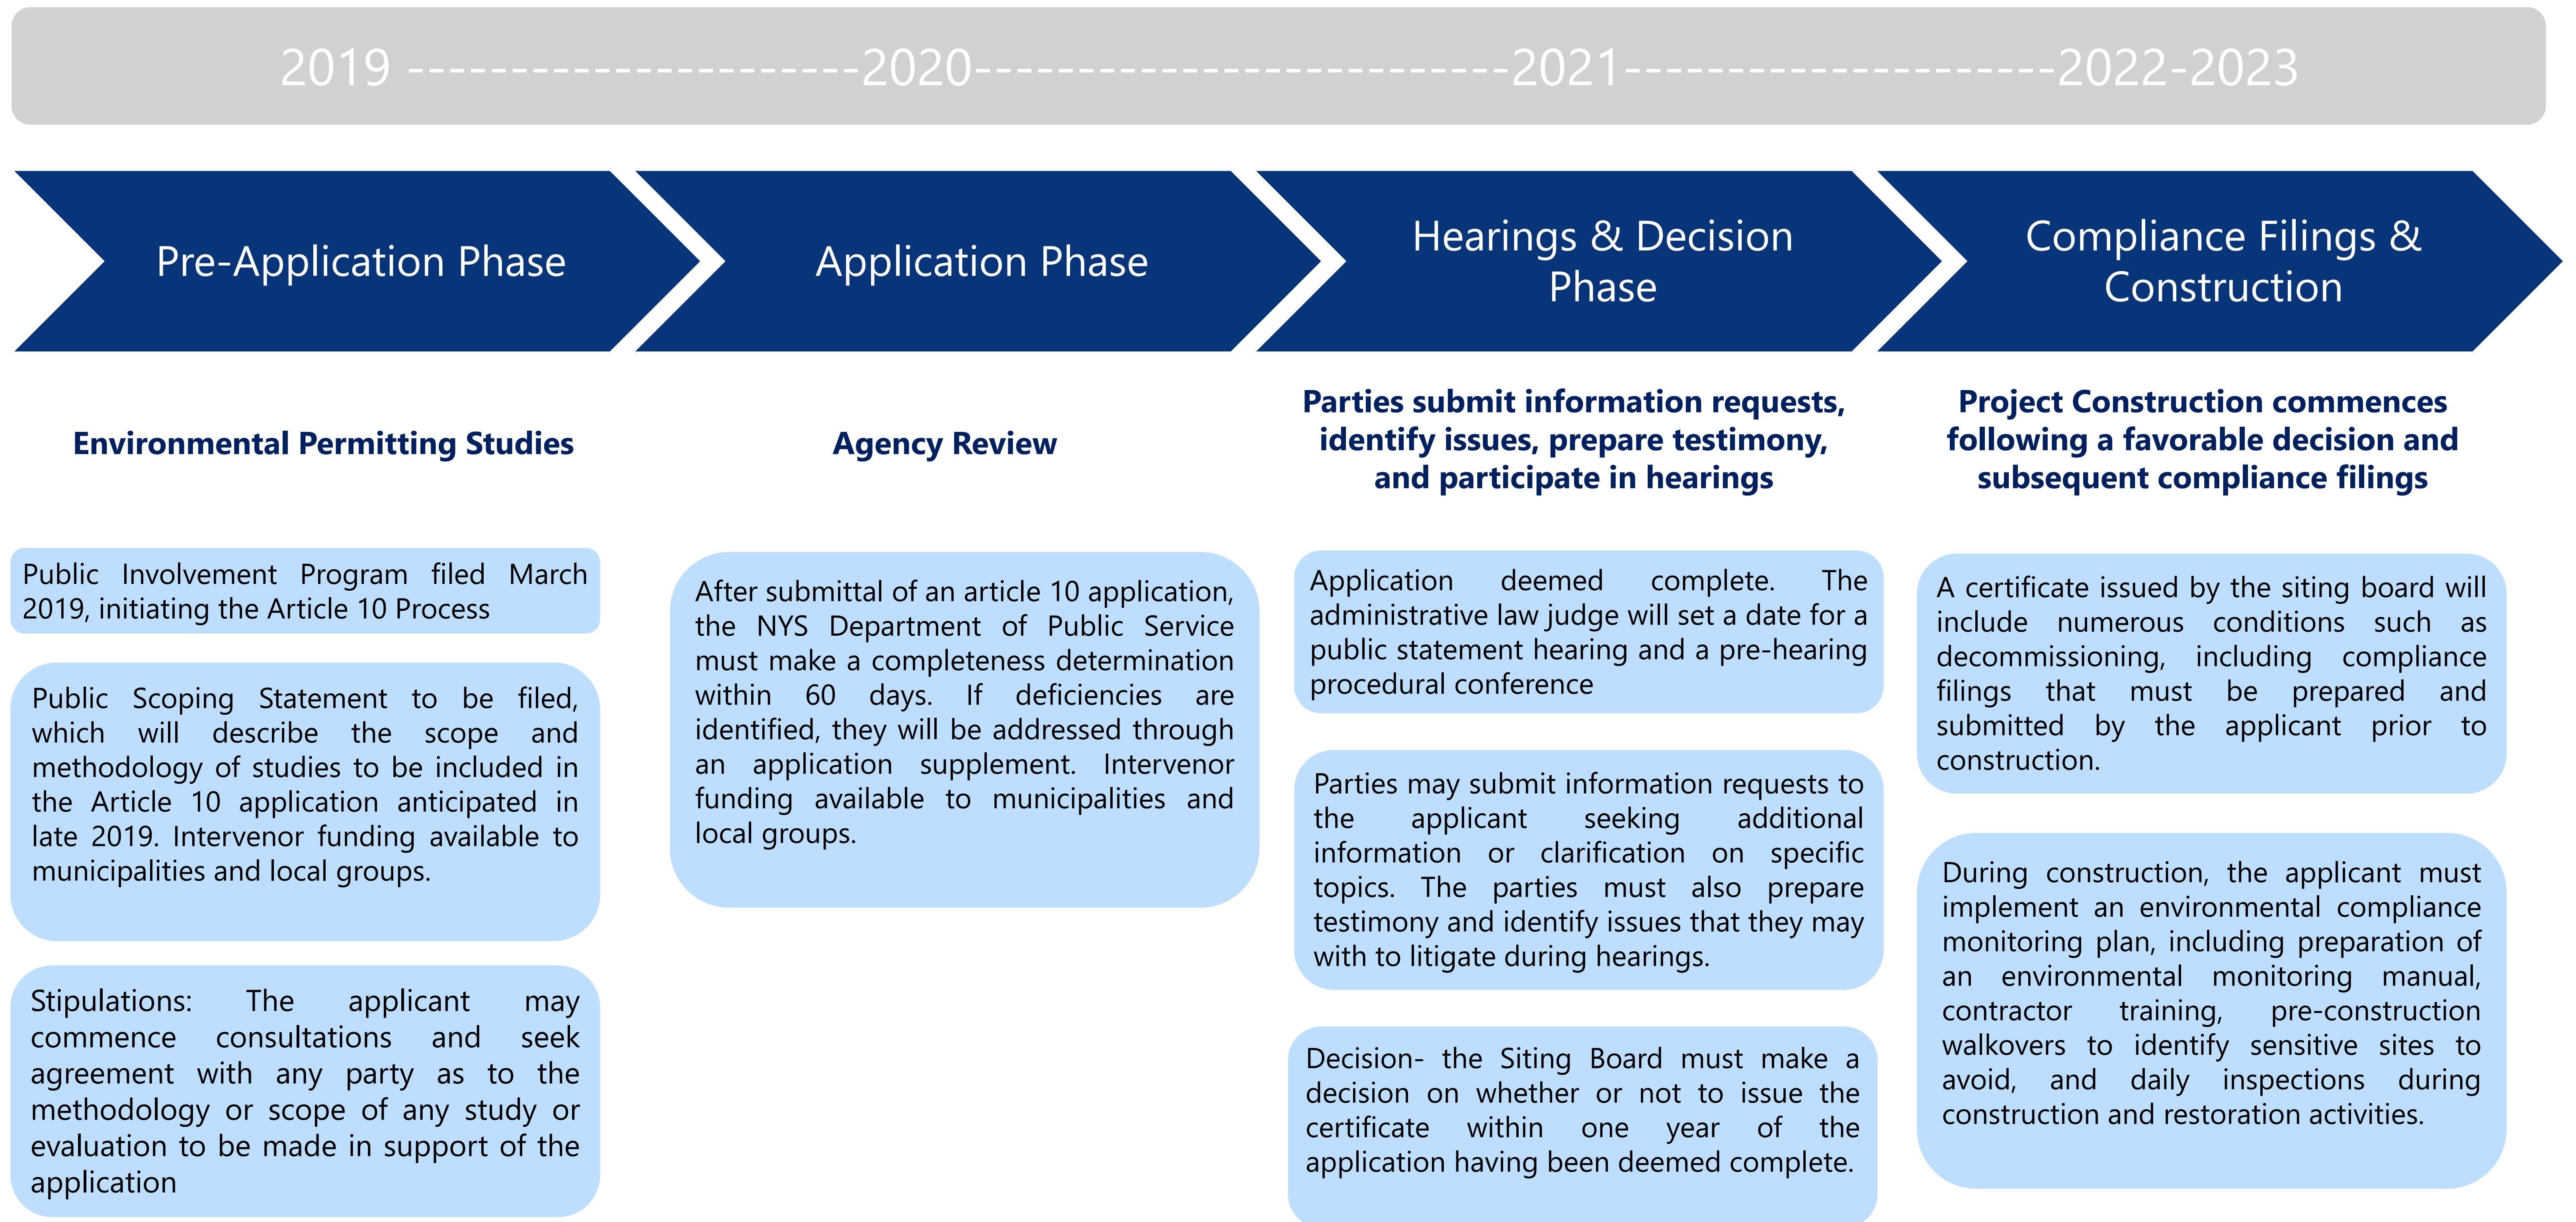 2019 ----------------------2020--------------------------2021---------------------2022-2023
Pre-Application Phase
Application Phase
Hearings & Decision
Phase
Compliance Filings &
Construction
Environmental Permitting Studies
Agency Review
Parties submit information requests,
identify issues, prepare testimony,
and participate in hearings
Project Construction commences
following a favorable decision and
subsequent compliance filings
Public Involvement Program filed March
2019, initiating the Article 10 Process
Public Scoping Statement to be filed,
which will describe the scope and
methodology of studies to be included in
the Article 10 application anticipated in
late 2019. Intervenor funding available to
municipalities and local groups.
Stipulations: The applicant may
commence consultations and seek
agreement with any party as to the
methodology or scope of any study or
evaluation to be made in support of the
application
After submittal of an article 10 application,
the NYS Department of Public Service
must make a completeness determination
within 60 days. If deficiencies are
identified, they will be addressed through
an application supplement. Intervenor
funding available to municipalities and
local groups.
Application deemed complete. The
administrative law judge will set a date for a
public statement hearing and a pre-hearing
procedural conference
Parties may submit information requests to
the applicant seeking additional
information or clarification on specific
topics. The parties must also prepare
testimony and identify issues that they may
with to litigate during hearings.
Decision- the Siting Board must make a
decision on whether or not to issue the
certificate within one year of the
application having been deemed complete.
A certificate issued by the siting board will
include numerous conditions such as
decommissioning, including compliance
filings that must be prepared and
submitted by the applicant prior to
construction.
During construction, the applicant must
implement an environmental compliance
monitoring plan, including preparation of
an environmental monitoring manual,
contractor training, pre-construction
walkovers to identify sensitive sites to
avoid, and daily inspections during
construction and restoration activities.